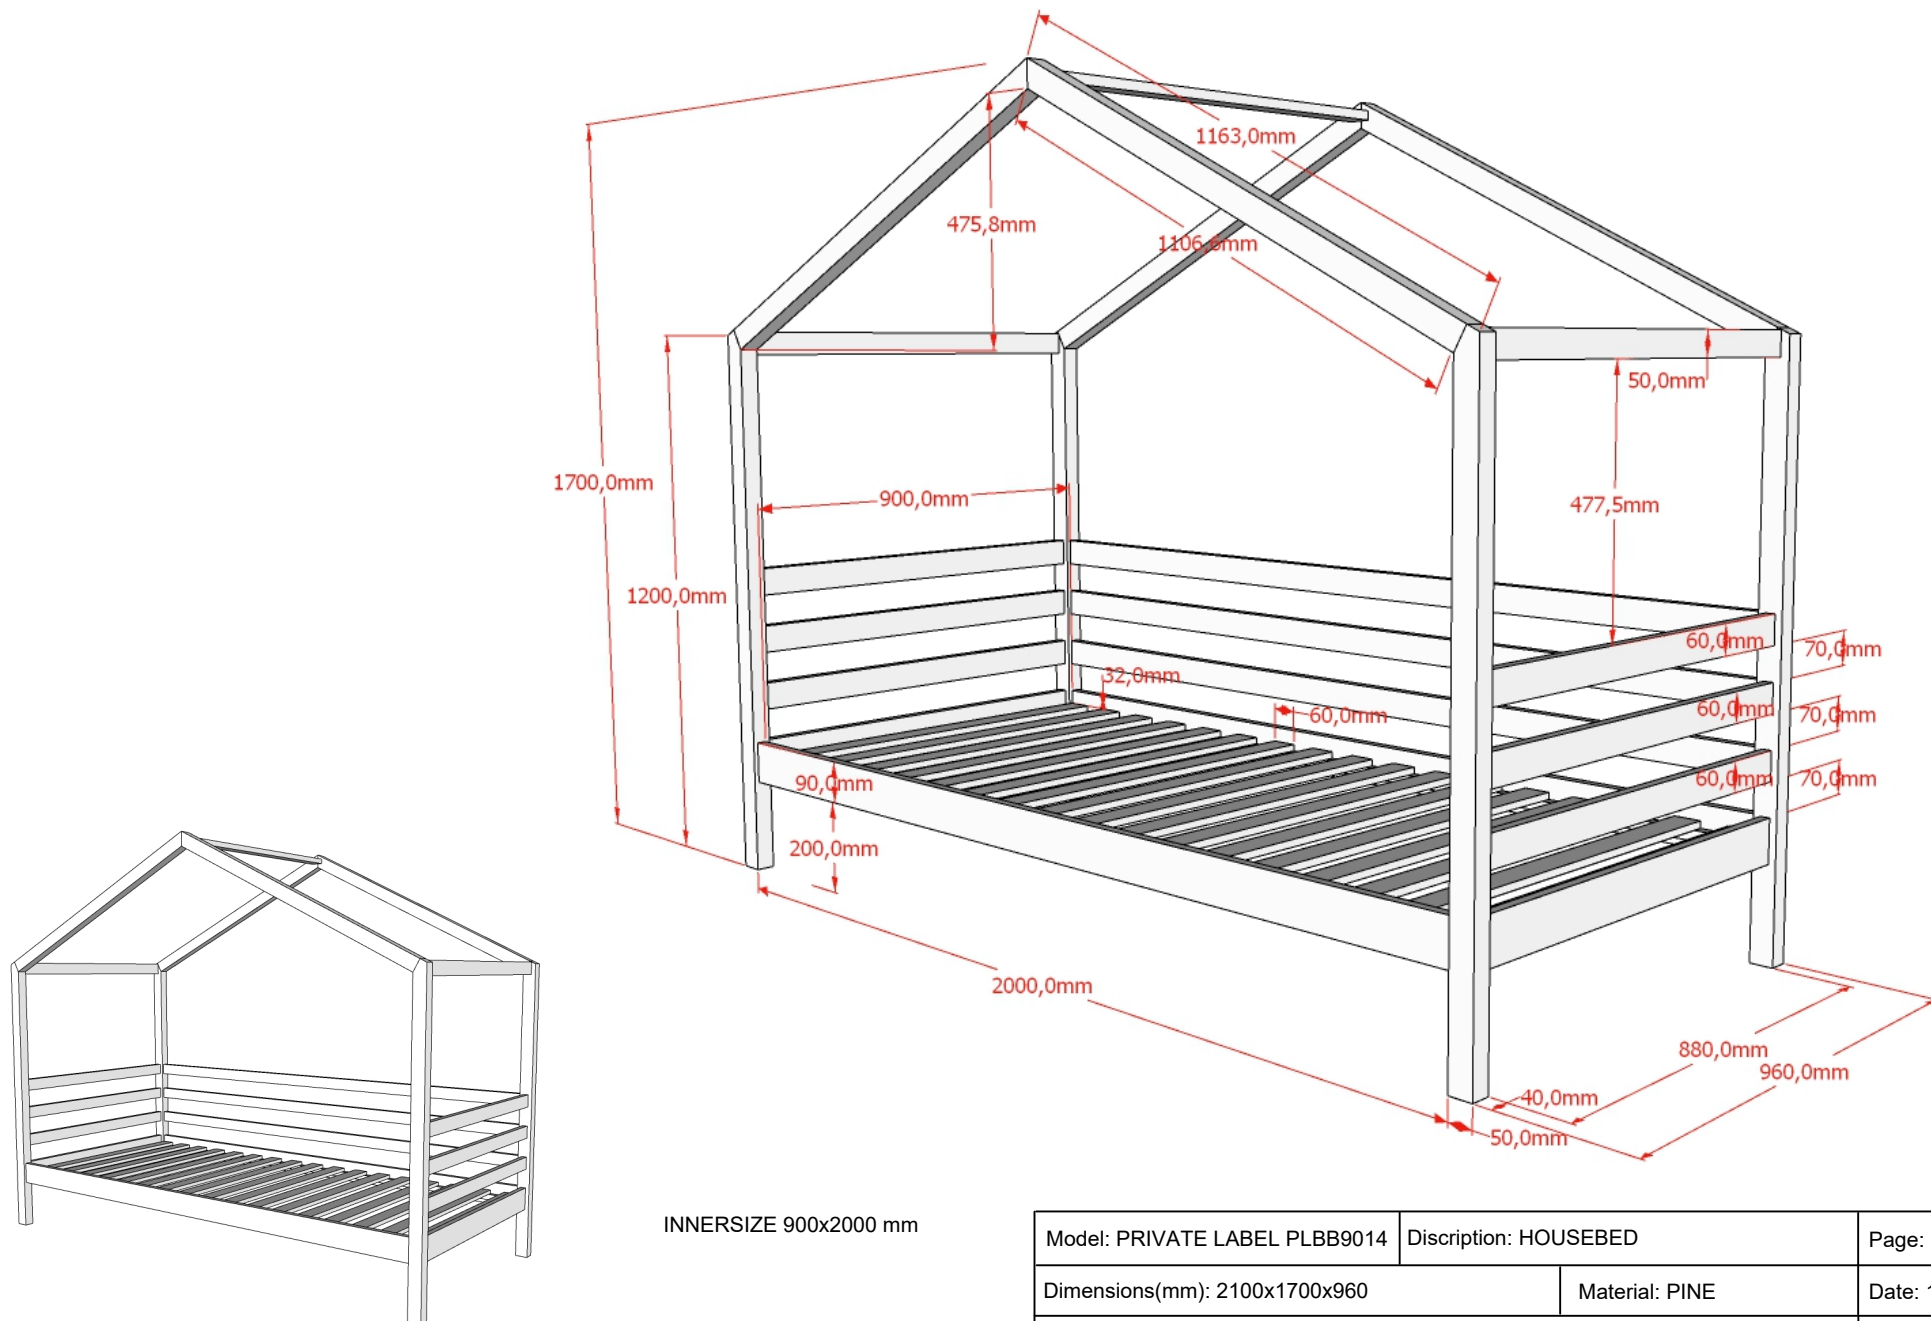 1163,0mm
475,8mm
1106,6mm
50,0mm
1700,0mm
900,0mm
477,5mm
1200,0mm
60,0mm
70,0mm
32,0mm
60,0mm
60,0mm
70,0mm
90,0mm
60,0mm
70,0mm
200,0mm
2000,0mm
880,0mm
960,0mm
40,0mm
50,0mm
INNERSIZE 900x2000 mm
Model: PRIVATE LABEL PLBB9014
Discription: HOUSEBED
Page:
Dimensions(mm): 2100x1700x960
Material: PINE
Date: